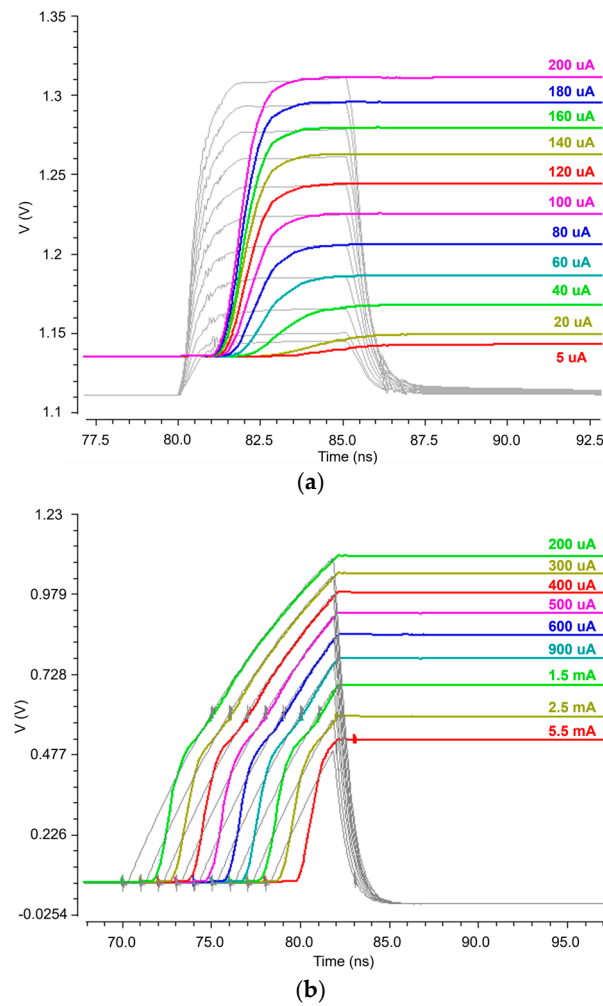 1.35
1.3
1.25
1.2
1.15
1.1
V (V)
200 uA
180 uA
160 uA
140 uA
120 uA
100 uA
80 uA
60 uA
40 uA
20 uA
5 uA
77.5 80.0 82.5 85.0 87.5 90.0 92.5
Time (ns)
(a)
1.23
0.979
0.728
0.477
0.226
-0.0254
V (V)
200 uA
300 uA
400 uA
500 uA
600 uA
900 uA
1.5 mA
2.5 mA
5.5 mA
70.0 75.0 80.0 85.0 90.0 95.0
Time (ns)
(b)